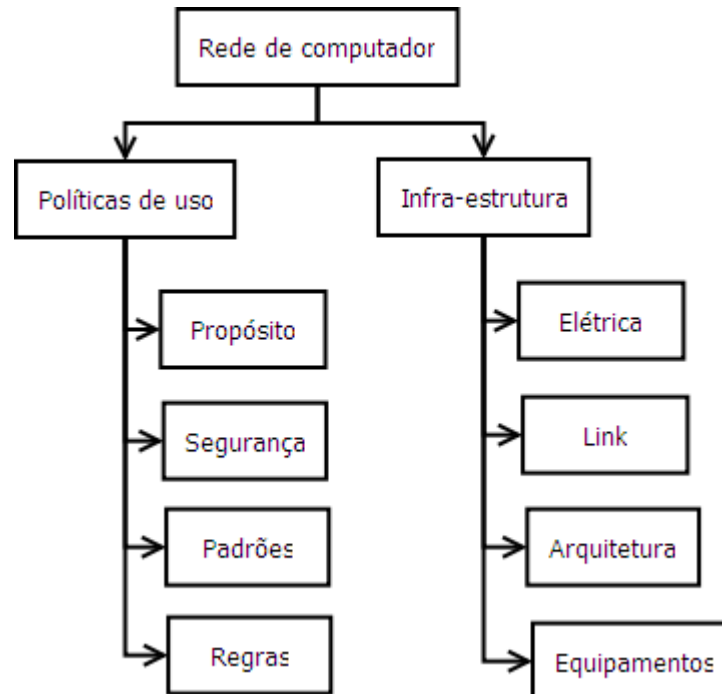 Rede de computador
Políticas de uso
Infra-estrutura
Propósito
Segurança
Padrões
Regras
Elétrica
Link
Arquitetura
Equipamentos